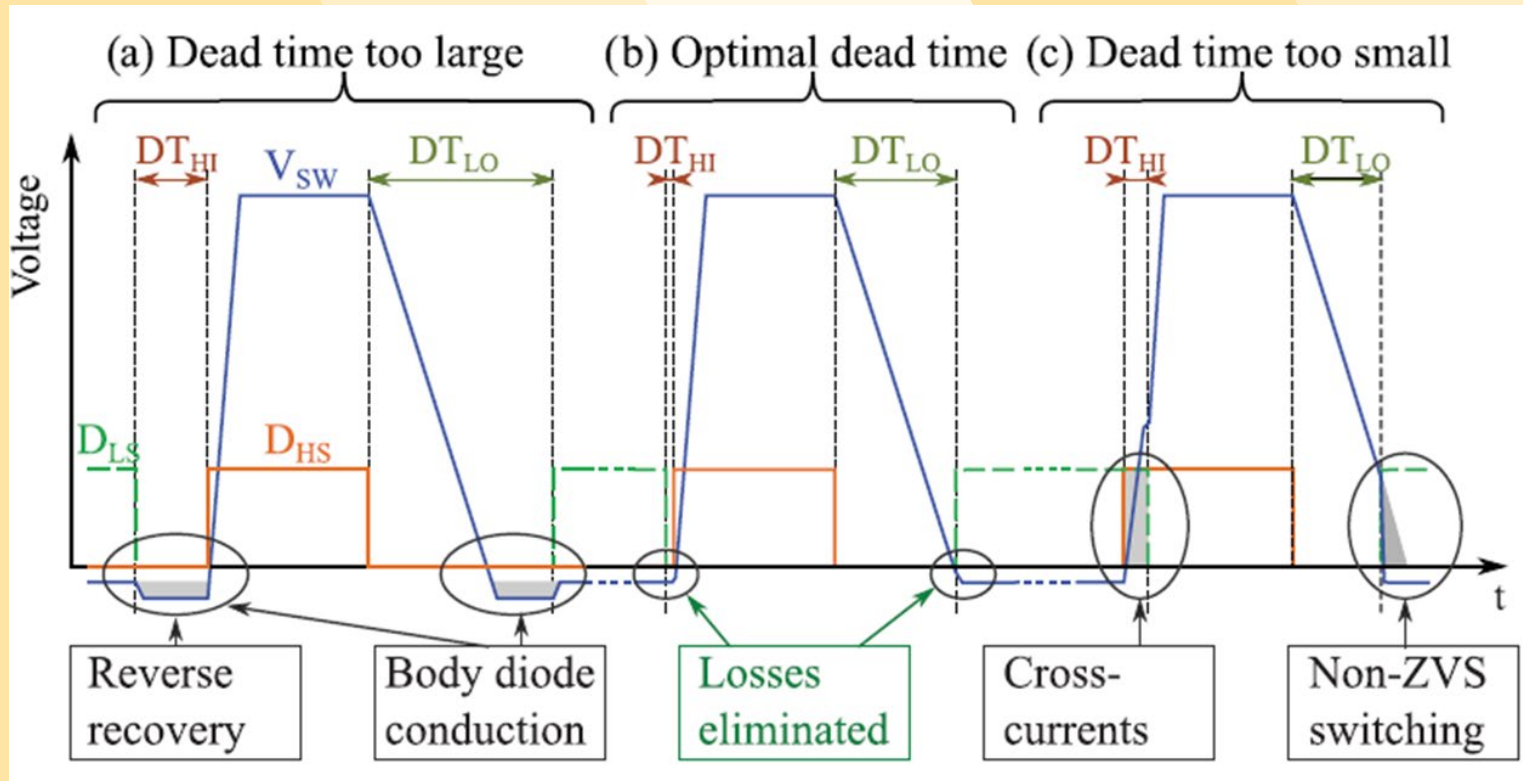 (a) Dead time too large
(b) Optimal dead time
(c) Dead time too small
DT_HI
V_SW
DT_LO
DT_HI
DT_LO
DT_HI
DT_LO
Voltage
D_LS
D_HS
t
Reverse
recovery
Body diode
conduction
Losses
eliminated
Cross-
currents
Non-ZVS
switching